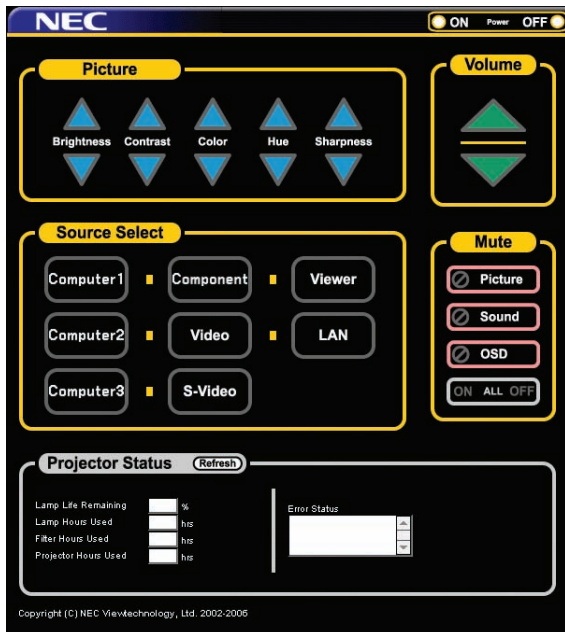 NEC
ON Power OFF
Picture
Brightness Contrast Color Hue Sharpness
Volume
Source Select
Computer1 Component Viewer
Computer2 Video LAN
Computer3 S-Video
Mute
Picture
Sound
OSD
ON ALL OFF
Projector Status Refresh
Lamp Life Remaining %
Lamp Hours Used hrs
Filter Hours Used hrs
Projector Hours Used hrs
Error Status
Copyright (C) NEC Viewtechnology, Ltd. 2002-2006